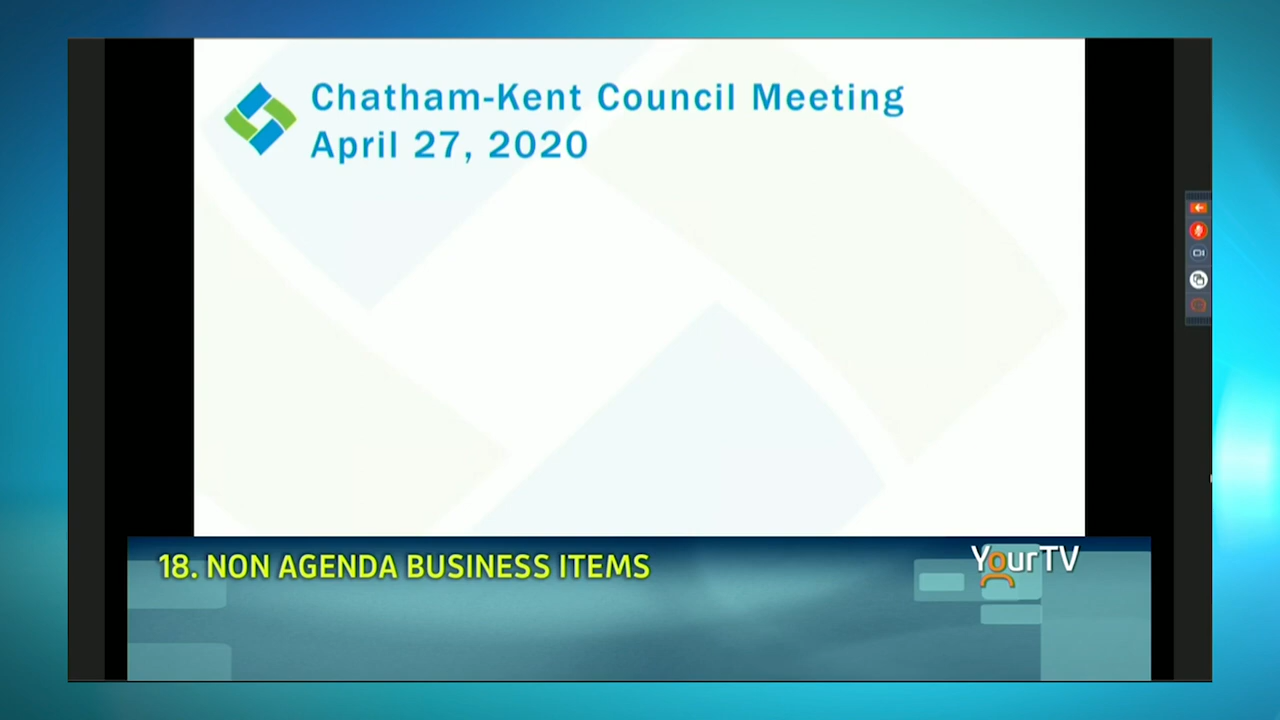 Chatham-Kent Council Meeting
April 27, 2020
18. NON AGENDA BUSINESS ITEMS
YourTV